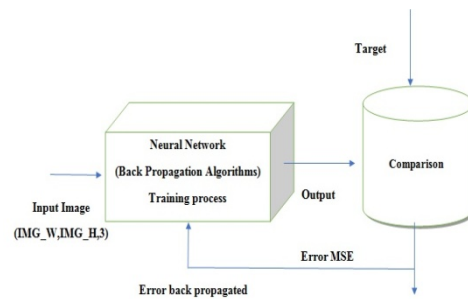 Target
Neural Network
(Back Propagation Algorithms)
Training process
Comparison
Input Image
(IMG_W,IMG_H,3)
Output
Error MSE
Error back propagated